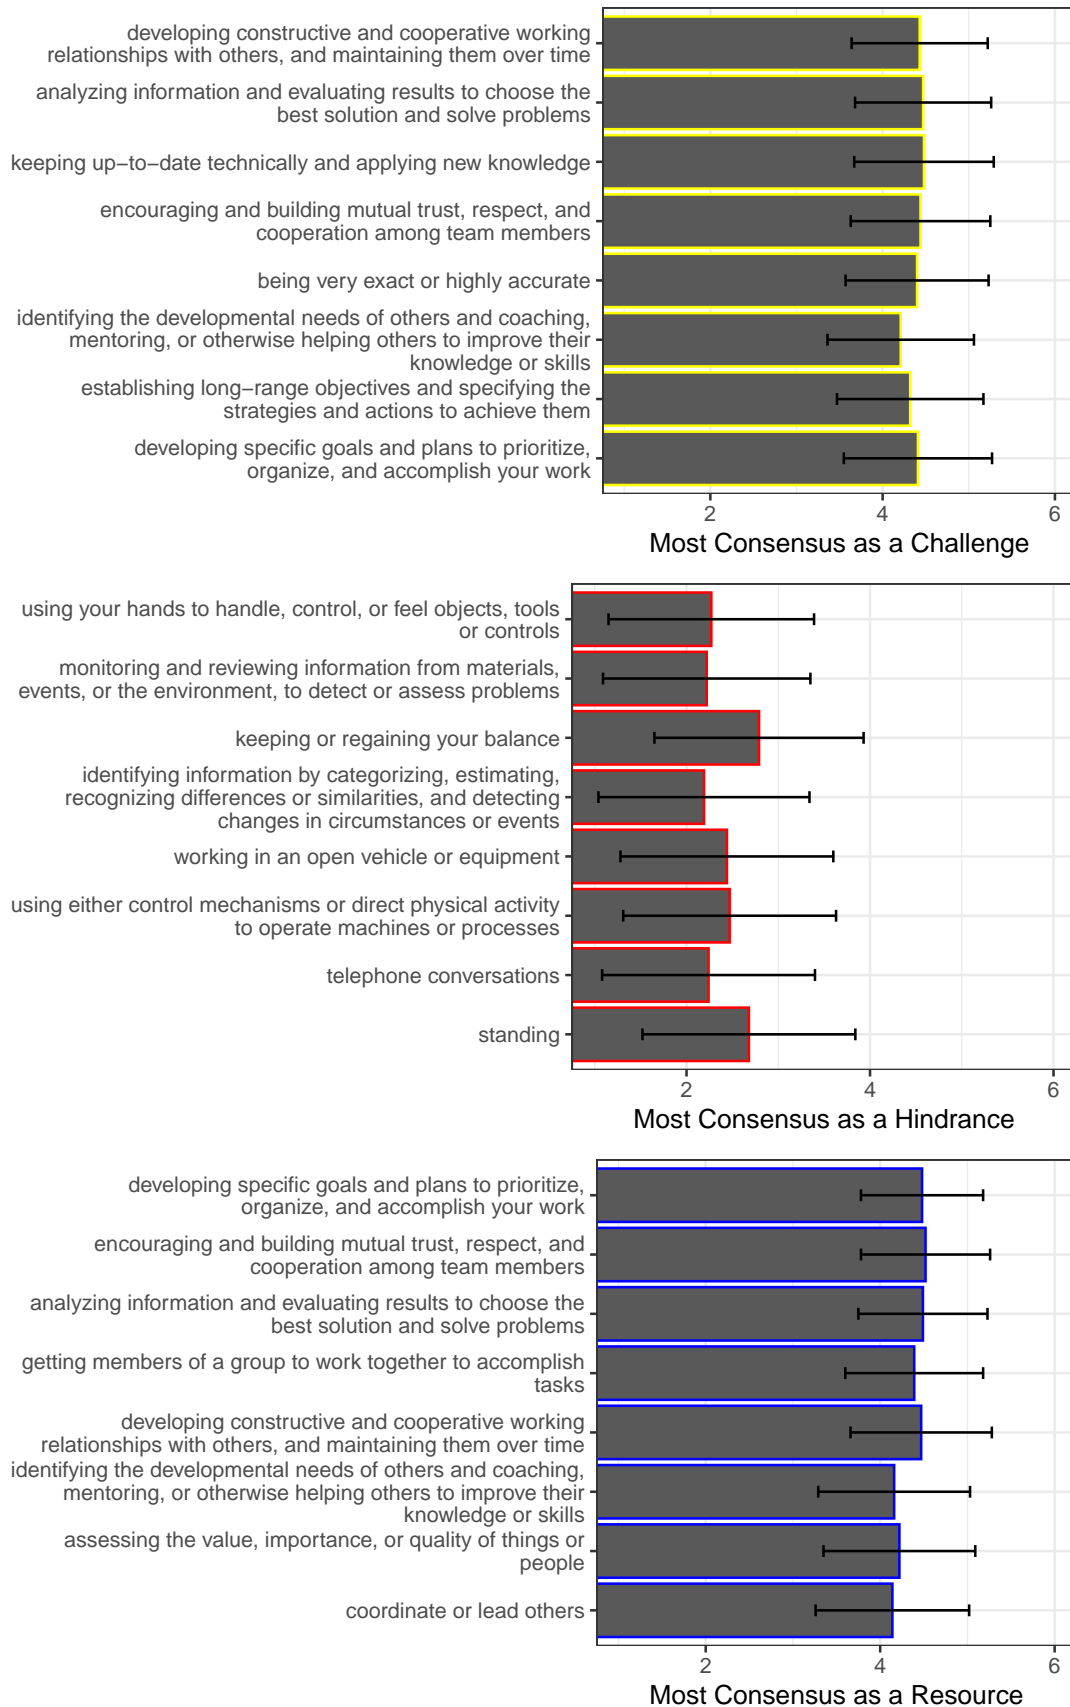 developing constructive and cooperative working
relationships with others, and maintaining them over time
analyzing information and evaluating results to choose the
best solution and solve problems
keeping up−to−date technically and applying new knowledge
encouraging and building mutual trust, respect, and
cooperation among team members
being very exact or highly accurate
identifying the developmental needs of others and coaching,
mentoring, or otherwise helping others to improve their
knowledge or skills
establishing long−range objectives and specifying the
strategies and actions to achieve them
developing specific goals and plans to prioritize,
organize, and accomplish your work
2 4 6
Most Consensus as a Challenge
using your hands to handle, control, or feel objects, tools
or controls
monitoring and reviewing information from materials,
events, or the environment, to detect or assess problems
keeping or regaining your balance
identifying information by categorizing, estimating,
recognizing differences or similarities, and detecting
changes in circumstances or events
working in an open vehicle or equipment
using either control mechanisms or direct physical activity
to operate machines or processes
telephone conversations
standing
2 4 6
Most Consensus as a Hindrance
developing specific goals and plans to prioritize,
organize, and accomplish your work
encouraging and building mutual trust, respect, and
cooperation among team members
analyzing information and evaluating results to choose the
best solution and solve problems
getting members of a group to work together to accomplish
tasks
developing constructive and cooperative working
relationships with others, and maintaining them over time
identifying the developmental needs of others and coaching,
mentoring, or otherwise helping others to improve their
knowledge or skills
assessing the value, importance, or quality of things or
people
coordinate or lead others
2 4 6
Most Consensus as a Resource